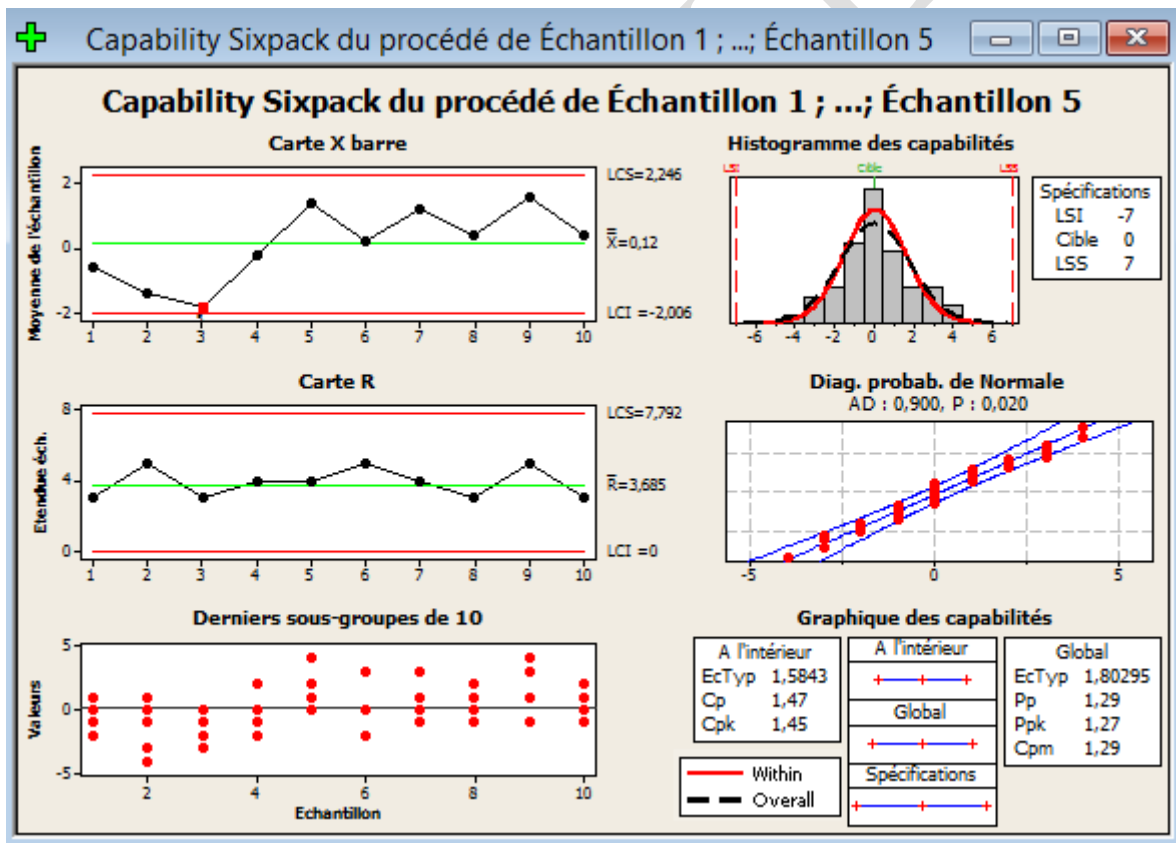 Capability Sixpack du procédé de Échantillon 1 ; ...; Échantillon 5
Capability Sixpack du procédé de Échantillon 1 ; ...; Échantillon 5
Carte X barre
Moyenne de l'échantillon
2
0
-2
1 2 3 4 5 6 7 8 9 10
LCS=2,246
X=0,12
LCI =-2,006
Histogramme des capabilités
LSI Cible LSS
-6 -4 -2 0 2 4 6
Spécifications
LSI -7
Cible 0
LSS 7
Carte R
Etendue éch.
8
4
0
1 2 3 4 5 6 7 8 9 10
LCS=7,792
R=3,685
LCI =0
Diag. probab. de Normale
AD : 0,900, P : 0,020
-5 0 5
Derniers sous-groupes de 10
Valeurs
5
0
-5
2 4 6 8 10
Echantillon
Graphique des capabilités
A l'intérieur
EcTyp 1,5843
Cp 1,47
Cpk 1,45
A l'intérieur
Global
Spécifications
Global
EcTyp 1,80295
Pp 1,29
Ppk 1,27
Cpm 1,29
Within
Overall